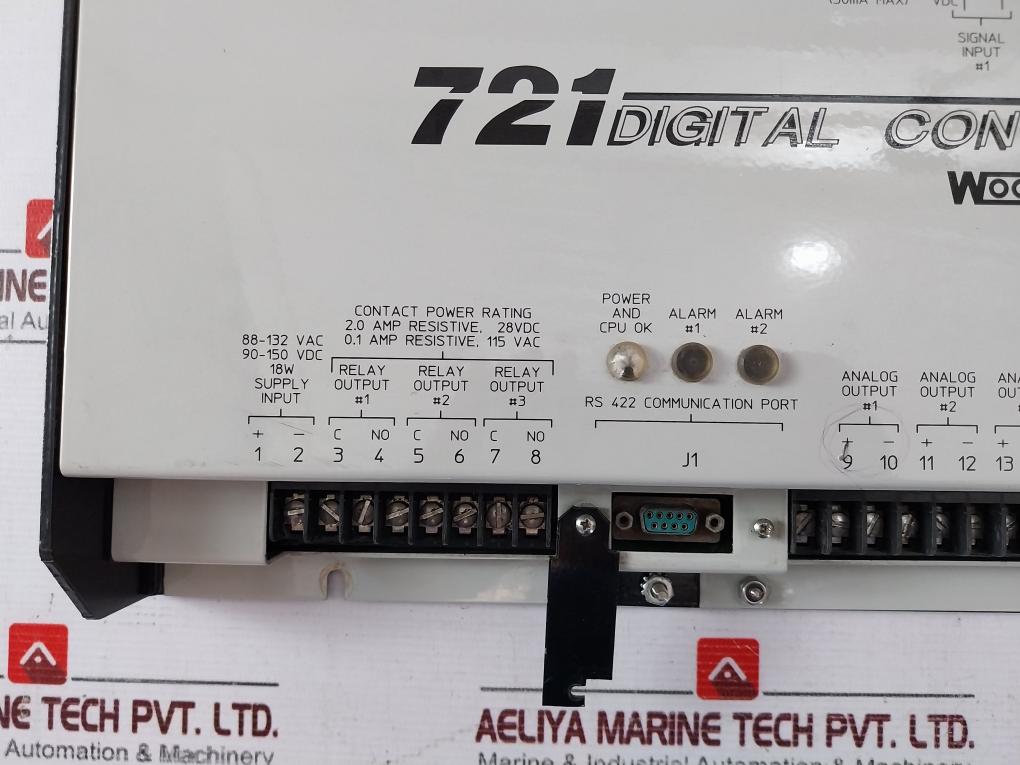 (50mA MAX)
VDC
SIGNAL
INPUT
#1
721 DIGITAL CON
Woo
CONTACT POWER RATING
2.0 AMP RESISTIVE, 28VDC
0.1 AMP RESISTIVE, 115 VAC
88-132 VAC
90-150 VDC
18W
SUPPLY
INPUT
RELAY
OUTPUT
#1
RELAY
OUTPUT
#2
RELAY
OUTPUT
#3
+ − C NO C NO C NO
1 2 3 4 5 6 7 8
POWER
AND
CPU OK
ALARM
#1
ALARM
#2
RS 422 COMMUNICATION PORT
J1
ANALOG
OUTPUT
#1
ANALOG
OUTPUT
#2
AN
OUT
+ − + − +
9 10 11 12 13
INE
al Au
NE TECH PVT. LTD.
Automation & Machinery
AELIYA MARINE TECH PVT. LTD.
Marine & Industrial Automation & Machinery